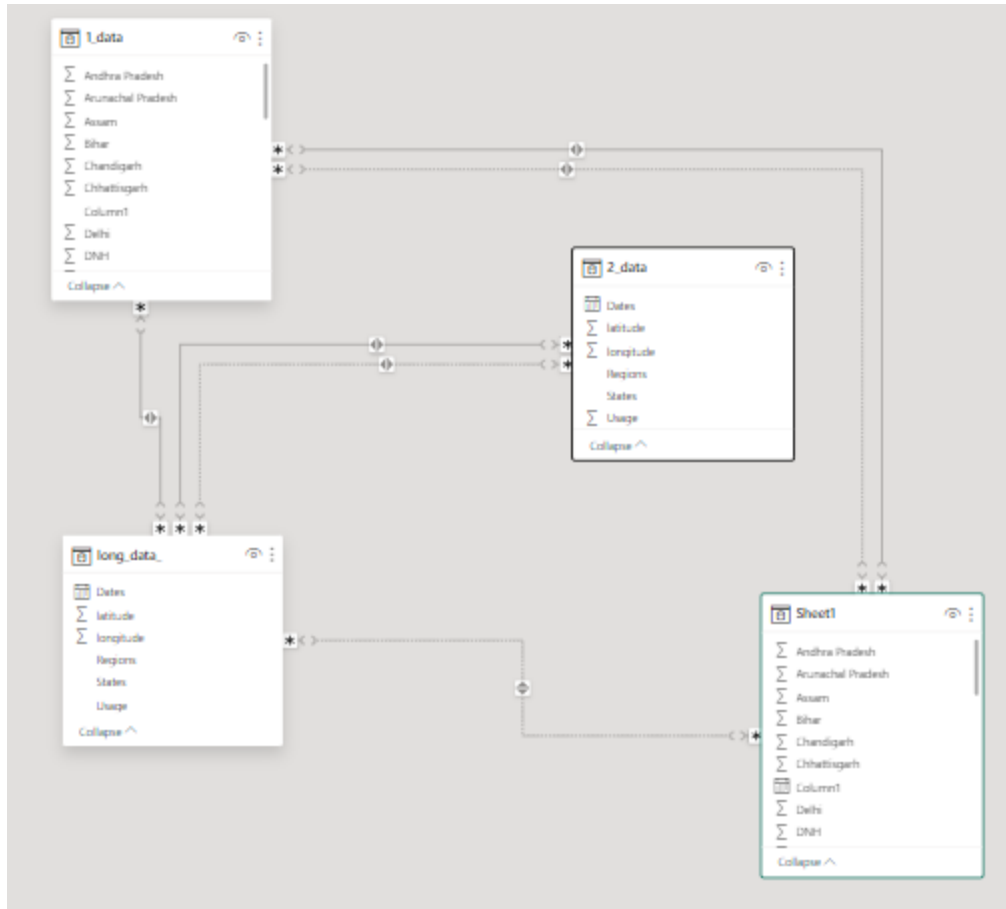 1_data
Andhra Pradesh
Arunachal Pradesh
Assam
Bihar
Chandigarh
Chhattisgarh
Column1
Delhi
DNH
Collapse
2_data
Dates
latitude
longitude
Regions
States
Usage
Collapse
long_data_
Dates
latitude
longitude
Regions
States
Usage
Collapse
Sheet1
Andhra Pradesh
Arunachal Pradesh
Assam
Bihar
Chandigarh
Chhattisgarh
Column1
Delhi
DNH
Collapse